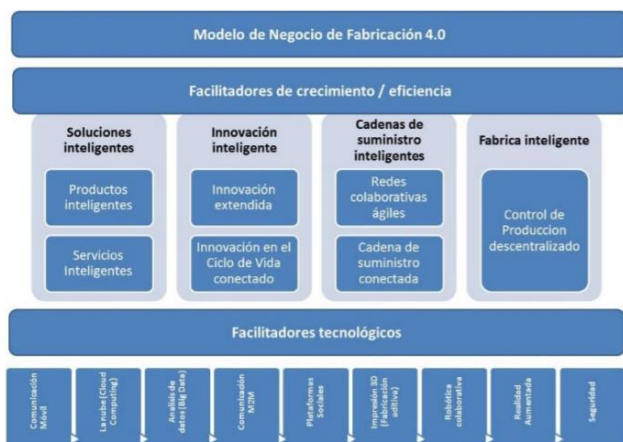 Modelo de Negocio de Fabricación 4.0
Facilitadores de crecimiento / eficiencia
Soluciones
inteligentes
Productos
inteligentes
Servicios
Inteligentes
Innovación
inteligente
Innovación
extendida
Innovación en el
Ciclo de Vida
conectado
Cadenas de
suministro
inteligentes
Redes
colaborativas
ágiles
Cadena de
suministro
conectada
Fabrica inteligente
Control de
Produccion
descentralizado
Facilitadores tecnológicos
Comunicación
Móvil
La nube (Cloud
Computing)
Analisis de
datos (Big Data)
Comunicación
M2M
Plataformas
Sociales
Impresión 3D
(Fabricación
aditiva)
Robótica
colaborativa
Realidad
Aumentada
Seguridad